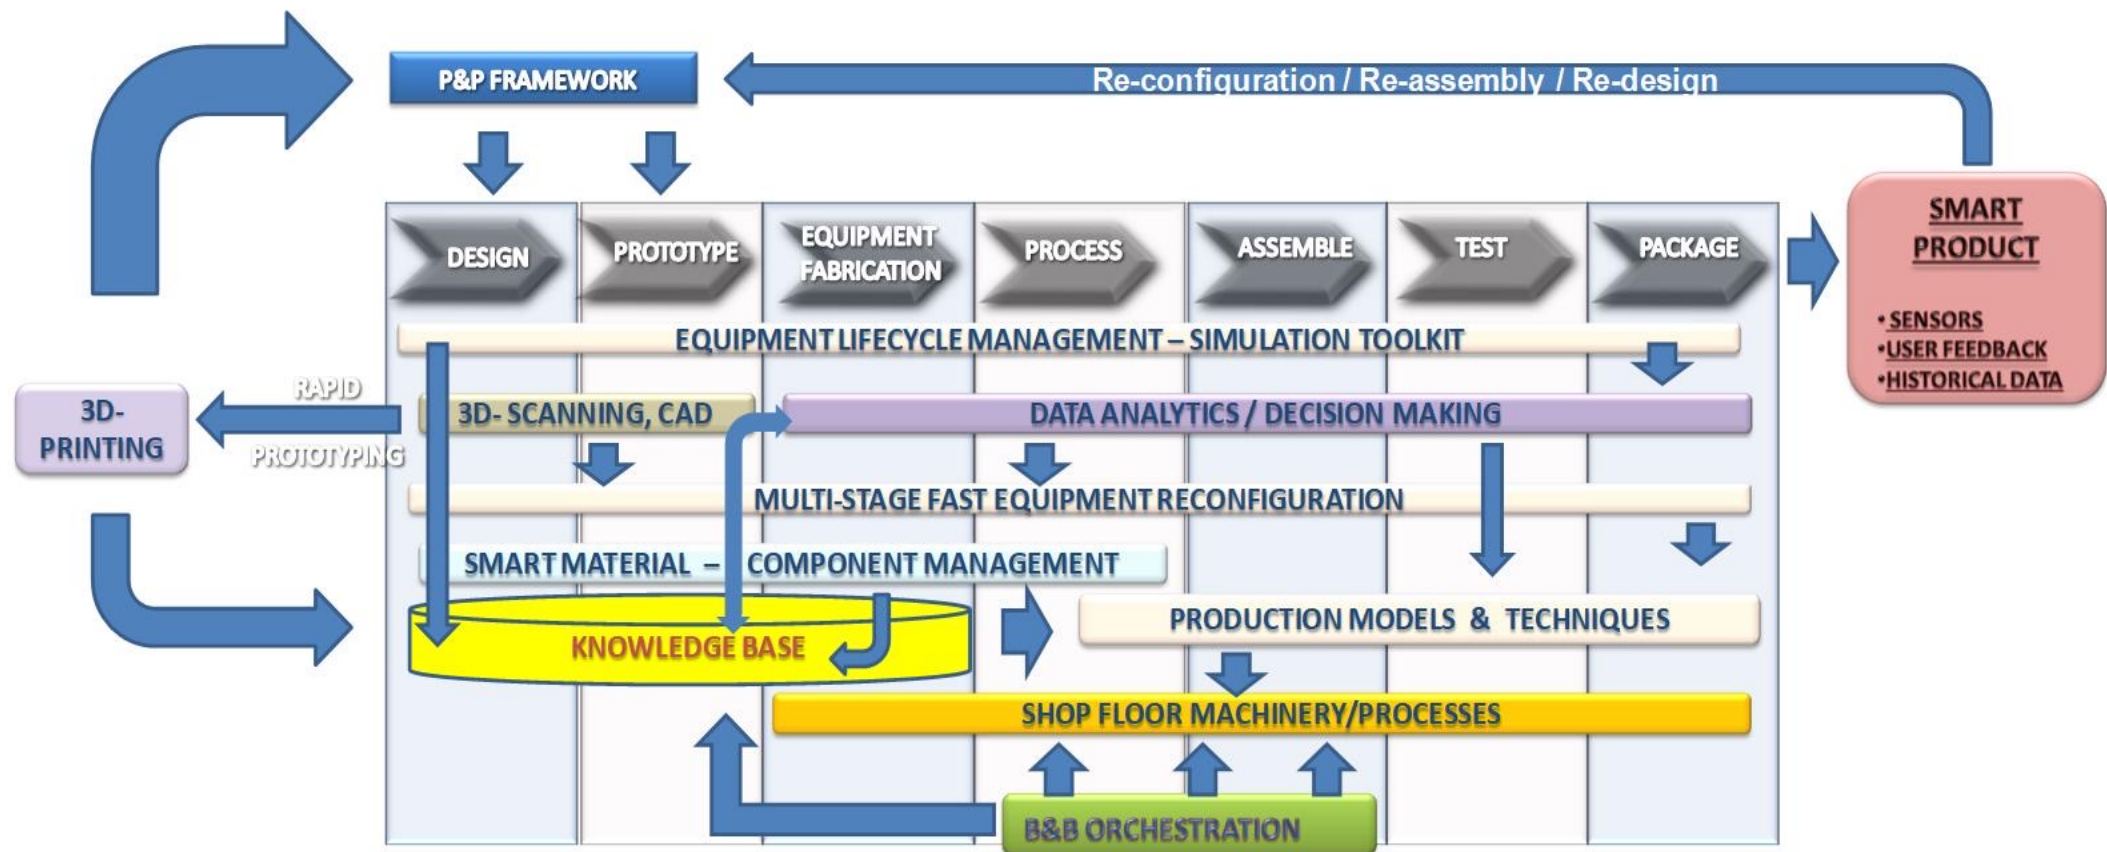 P&P FRAMEWORK
Re-configuration / Re-assembly / Re-design
SMART
PRODUCT
• SENSORS
•USER FEEDBACK
•HISTORICAL DATA
DESIGN
PROTOTYPE
EQUIPMENT
FABRICATION
PROCESS
ASSEMBLE
TEST
PACKAGE
EQUIPMENT LIFECYCLE MANAGEMENT – SIMULATION TOOLKIT
3D-
PRINTING
RAPID
PROTOTYPING
3D- SCANNING, CAD
DATA ANALYTICS / DECISION MAKING
MULTI-STAGE FAST EQUIPMENT RECONFIGURATION
SMART MATERIAL – COMPONENT MANAGEMENT
KNOWLEDGE BASE
PRODUCTION MODELS & TECHNIQUES
SHOP FLOOR MACHINERY/PROCESSES
B&B ORCHESTRATION